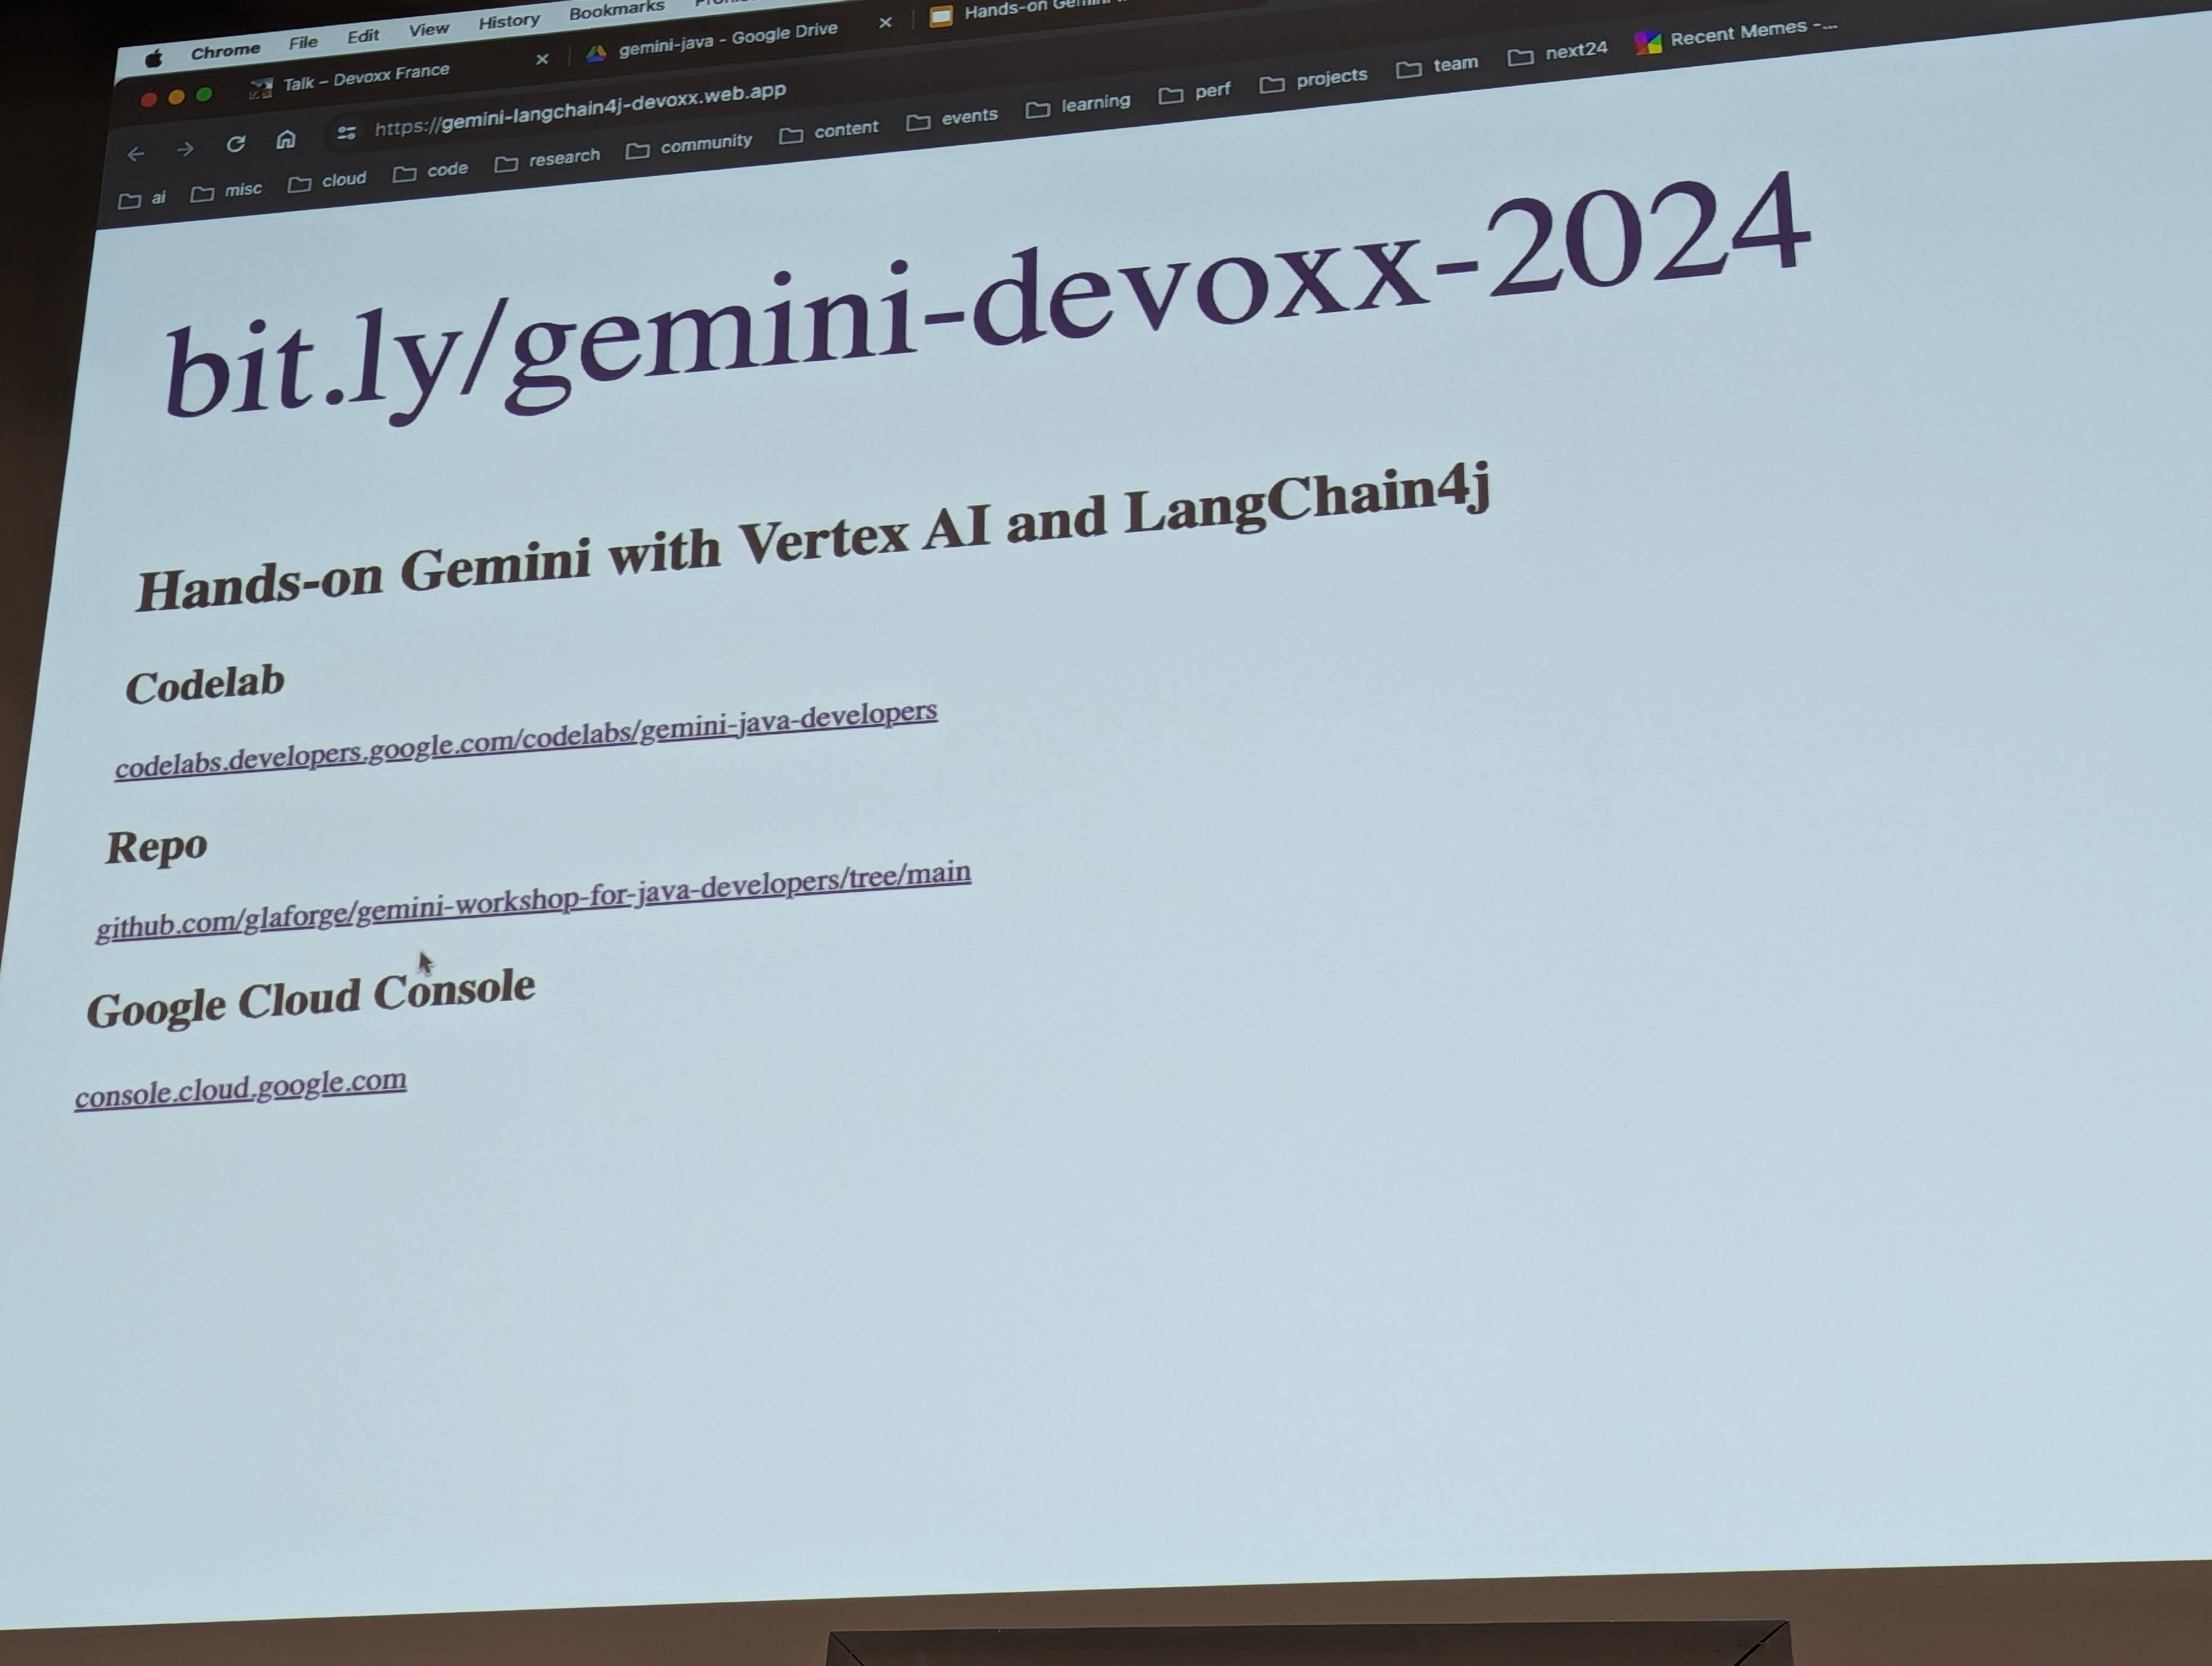 Chrome File Edit View History Bookmarks
Talk – Devoxx France
gemini-java - Google Drive
Hands-on
https://gemini-langchain4j-devoxx.web.app
ai misc cloud code research community content events learning perf projects team next24 Recent Memes -...
bit.ly/gemini-devoxx-2024
Hands-on Gemini with Vertex AI and LangChain4j
Codelab
codelabs.developers.google.com/codelabs/gemini-java-developers
Repo
github.com/glaforge/gemini-workshop-for-java-developers/tree/main
Google Cloud Console
console.cloud.google.com